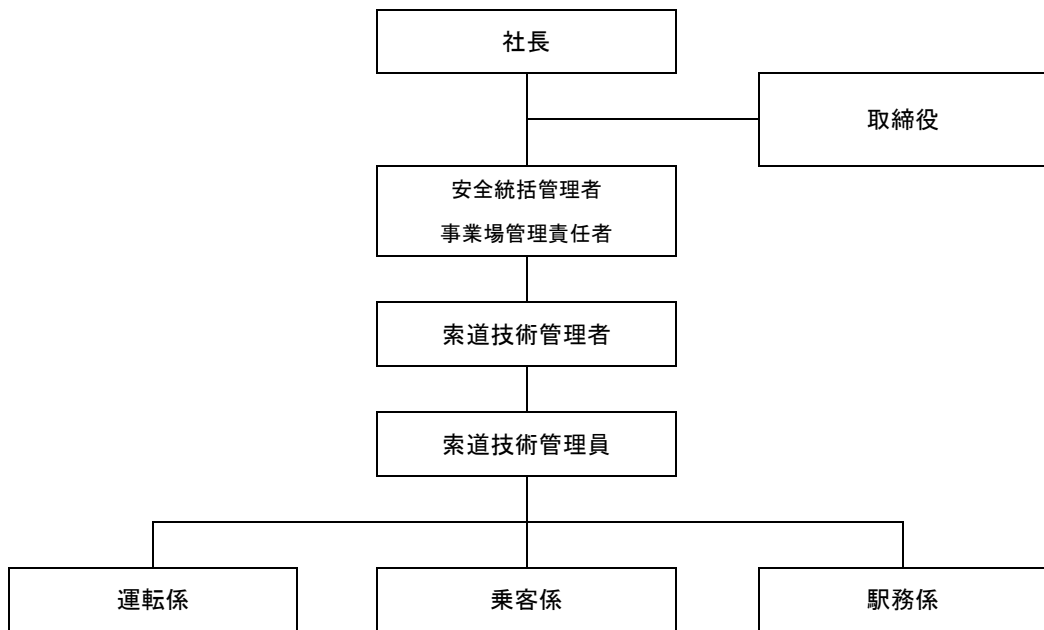 社長
取締役
安全統括管理者
事業場管理責任者
索道技術管理者
索道技術管理員
運転係
乗客係
駅務係